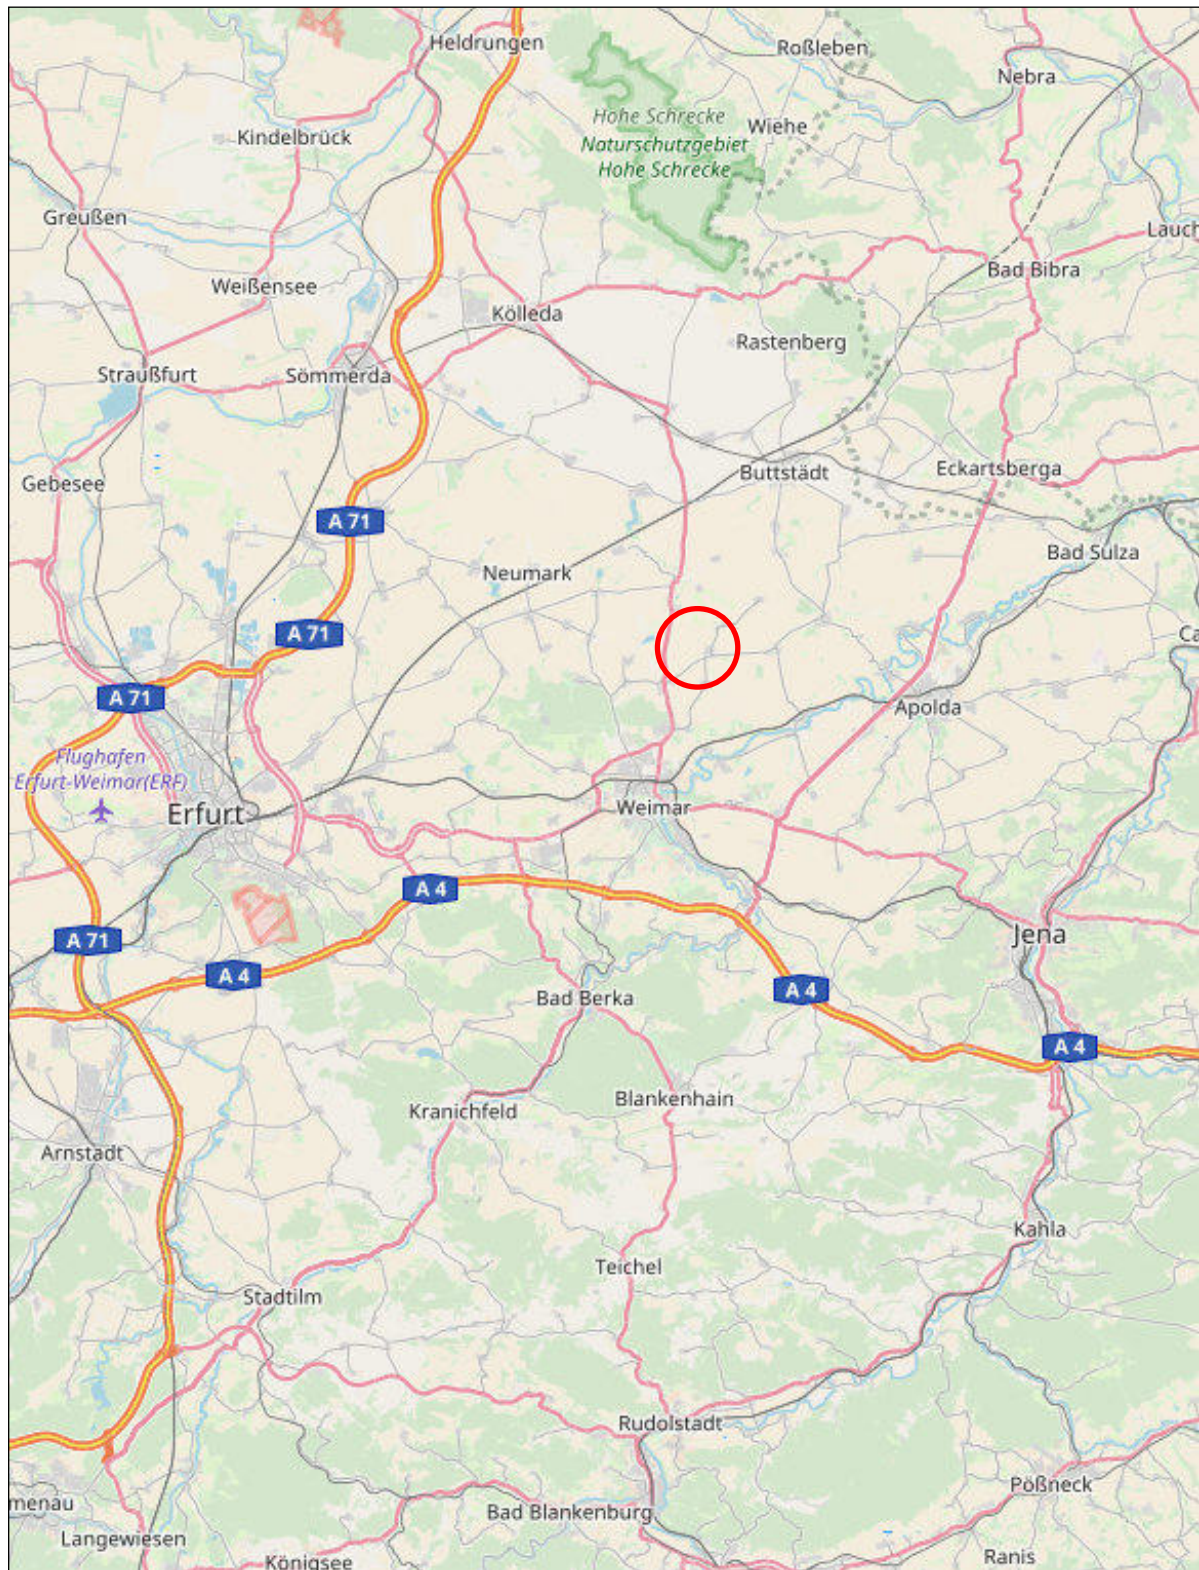 Heldrungen
Roßleben
Nebra
Hohe Schrecke
Naturschutzgebiet
Hohe Schrecke
Wiehe
Kindelbrück
Greußen
Lauch
Bad Bibra
Weißensee
Kölleda
Rastenberg
Straußfurt
Sömmerda
Gebesee
Buttstädt
Eckartsberga
A 71
Bad Sulza
Neumark
A 71
Ca
A 71
Apolda
Flughafen
Erfurt-Weimar(ERF)
Erfurt
Weimar
A 4
A 71
Jena
A 4
A 4
Bad Berka
A 4
Blankenhain
Kranichfeld
Arnstadt
Kahla
Teichel
Stadtilm
Rudolstadt
Pößneck
menau
Bad Blankenburg
Langewiesen
Königsee
Ranis